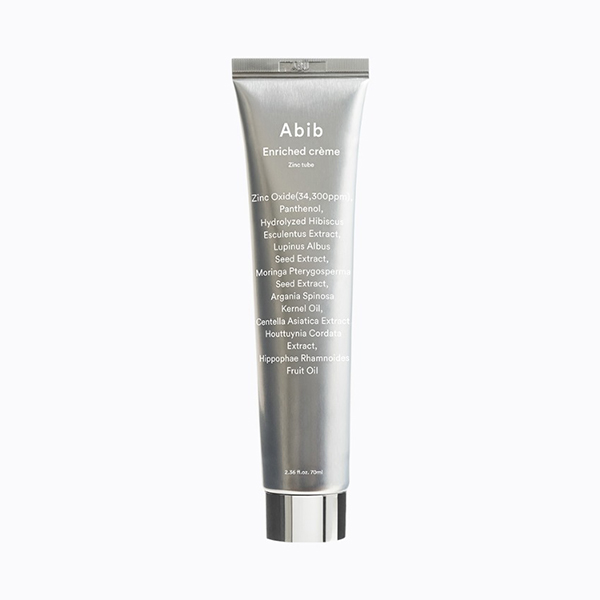 Abib
Enriched crème
Zinc tube
Zinc Oxide(34,300ppm),
Panthenol,
Hydrolyzed Hibiscus
Esculentus Extract,
Lupinus Albus
Seed Extract,
Moringa Pterygosperma
Seed Extract,
Argania Spinosa
Kernel Oil,
Centella Asiatica Extract,
Houttuynia Cordata
Extract,
Hippophae Rhamnoides
Fruit Oil
2.36 fl.oz. 70ml